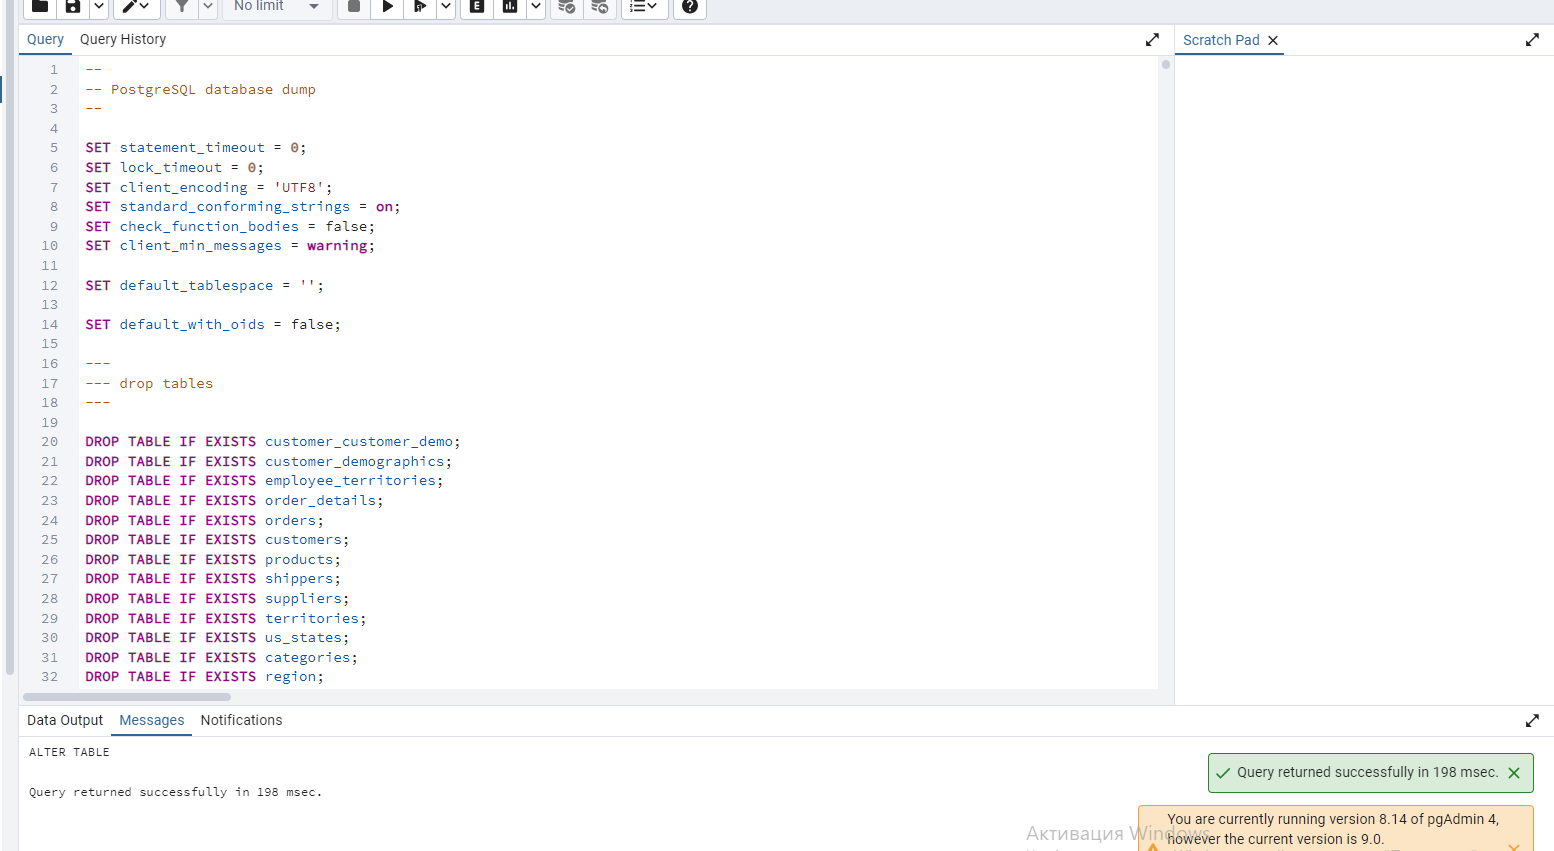 No limit
Query Query History
Scratch Pad
1 --
2 -- PostgreSQL database dump
3 --
4
5 SET statement_timeout = 0;
6 SET lock_timeout = 0;
7 SET client_encoding = 'UTF8';
8 SET standard_conforming_strings = on;
9 SET check_function_bodies = false;
10 SET client_min_messages = warning;
11
12 SET default_tablespace = '';
13
14 SET default_with_oids = false;
15
16 ---
17 --- drop tables
18 ---
19
20 DROP TABLE IF EXISTS customer_customer_demo;
21 DROP TABLE IF EXISTS customer_demographics;
22 DROP TABLE IF EXISTS employee_territories;
23 DROP TABLE IF EXISTS order_details;
24 DROP TABLE IF EXISTS orders;
25 DROP TABLE IF EXISTS customers;
26 DROP TABLE IF EXISTS products;
27 DROP TABLE IF EXISTS shippers;
28 DROP TABLE IF EXISTS suppliers;
29 DROP TABLE IF EXISTS territories;
30 DROP TABLE IF EXISTS us_states;
31 DROP TABLE IF EXISTS categories;
32 DROP TABLE IF EXISTS region;
Data Output Messages Notifications
ALTER TABLE
Query returned successfully in 198 msec.
Query returned successfully in 198 msec.
You are currently running version 8.14 of pgAdmin 4,
however the current version is 9.0.
Активация Windows